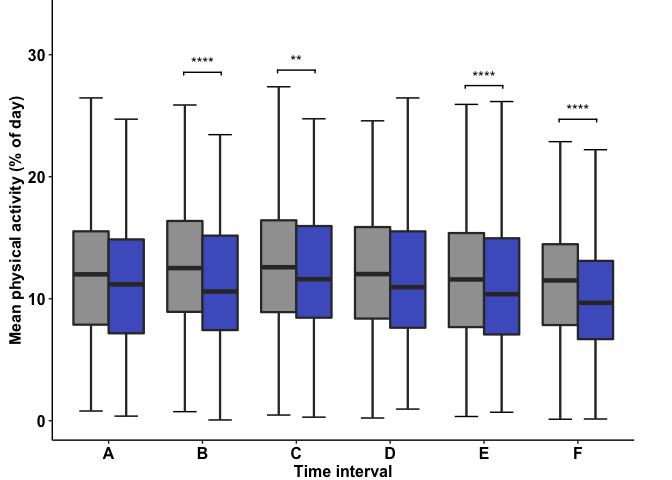 Mean physical activity (% of day)
30
20
10
0
****
**
****
****
A B C D E F
Time interval